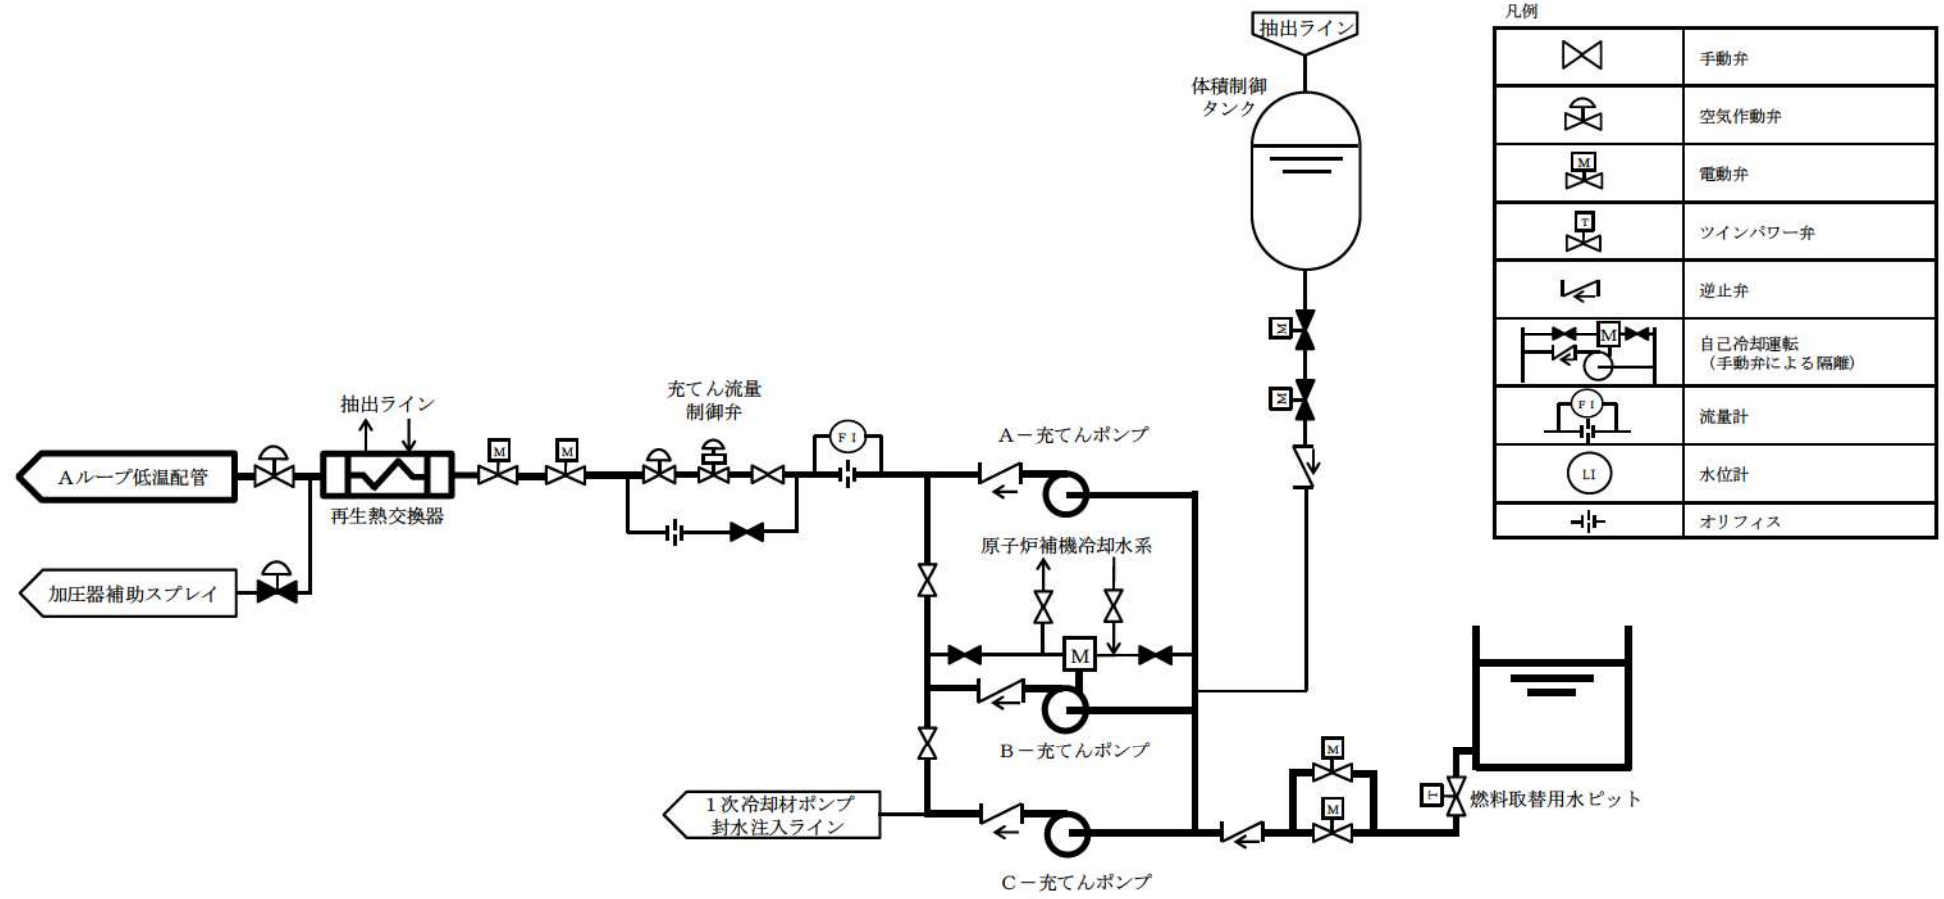 抽出ライン
体積制御
タンク
M
M
抽出ライン
充てん流量
制御弁
M
M
FI
A－充てんポンプ
Aループ低温配管
再生熱交換器
原子炉補機冷却水系
加圧器補助スプレイ
M
B－充てんポンプ
M
M
T
燃料取替用水ピット
1次冷却材ポンプ
封水注入ライン
C－充てんポンプ
凡例
手動弁
空気作動弁
M
電動弁
T
ツインパワー弁
逆止弁
M
自己冷却運転
（手動弁による隔離）
FI
流量計
LI
水位計
オリフィス